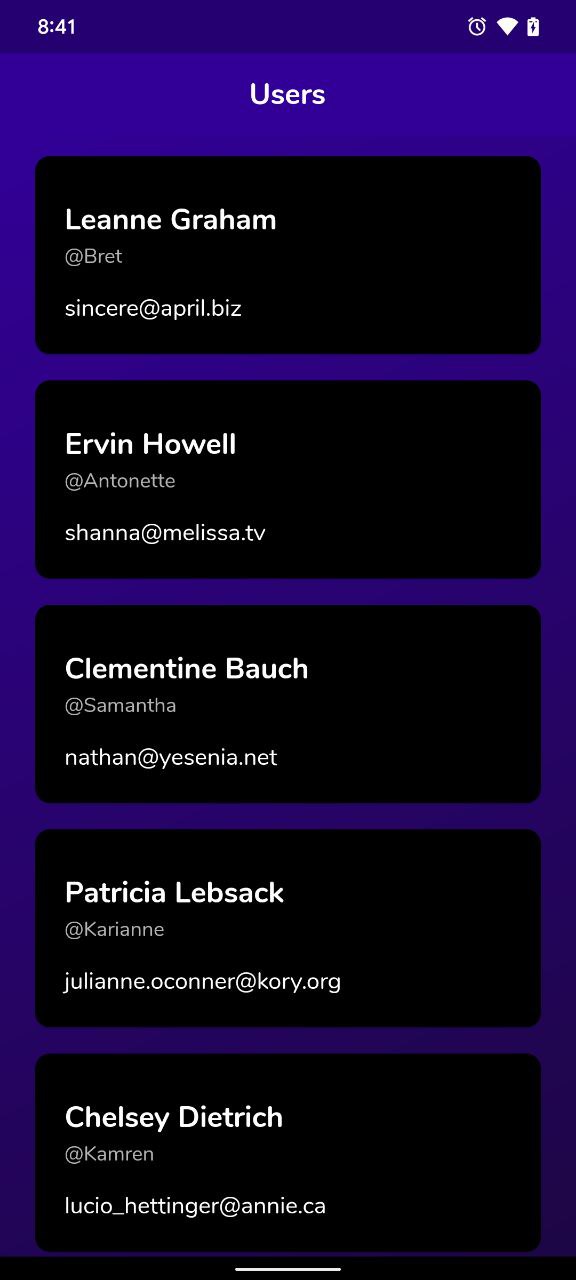 8:41
Users
Leanne Graham
@Bret
sincere@april.biz
Ervin Howell
@Antonette
shanna@melissa.tv
Clementine Bauch
@Samantha
nathan@yesenia.net
Patricia Lebsack
@Karianne
julianne.oconner@kory.org
Chelsey Dietrich
@Kamren
lucio_hettinger@annie.ca